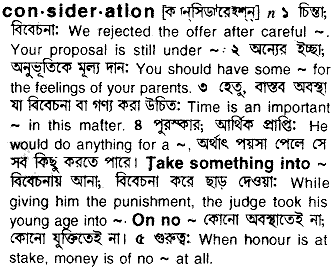 con·sider·ation [কান্‌সিডারেইশন্] n ১ চিন্তা;
বিবেচনা: We rejected the offer after careful ~.
Your proposal is still under ~· ২ অন্যের ইচ্ছা;
অনুভূতিকে মূল্য দান: You should have some ~ for
the feelings of your parents. ৩ হেতু, বাস্তব অবস্থা
যা বিবেচনা বা গণ্য করা উচিত: Time is an important
~ in this matter. ৪ পুরস্কার; আর্থিক প্রাপ্তি: He
would do anything for a ~, অর্থাৎ পয়সা পেলে সে
সব কিছু করতে পারে। Take something into ~
বিবেচনায় আনা; বিবেচনা করে ছাড় দেওয়া: While
giving him the punishment, the judge took his
young age into ~. On no ~ কোনো অবস্থাতেই না;
কোনো যুক্তিতেই না। ৫ গুরুত্ব: When honour is at
stake, money is of no ~ at all.